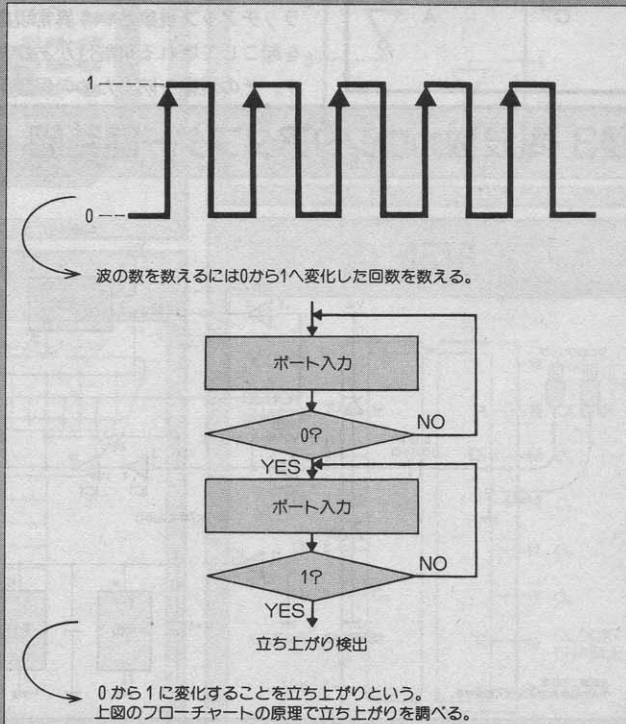 1
0
波の数を数えるには0から1へ変化した回数を数える。
ポート入力
0?
NO
YES
ポート入力
1?
NO
YES
立ち上がり検出
0から1に変化することを立ち上がりという。
上図のフローチャートの原理で立ち上がりを調べる。